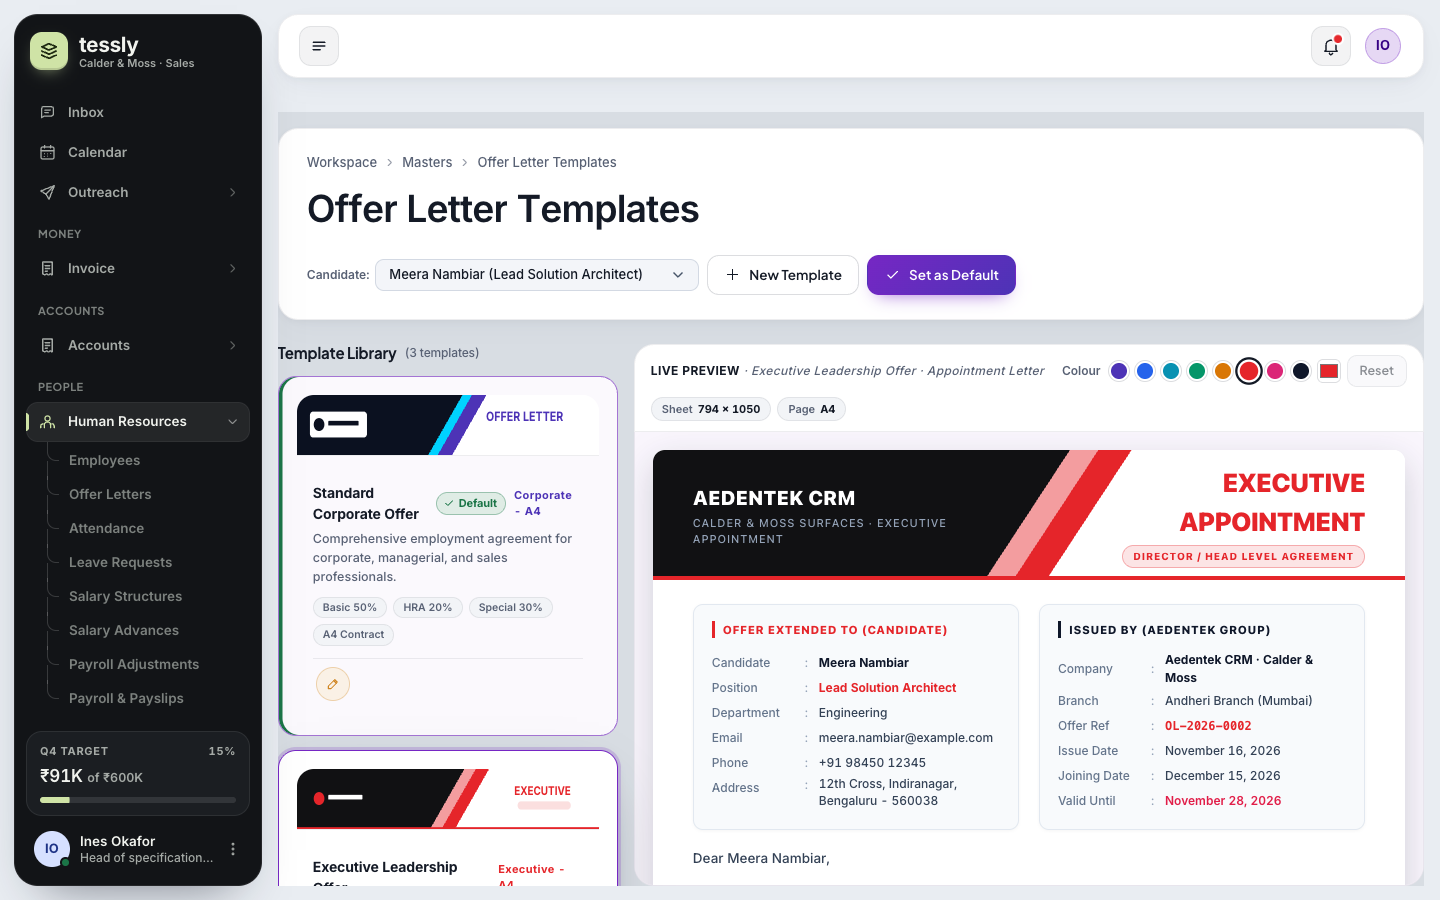 tessly
Calder & Moss · Sales
Inbox
Calendar
Outreach
MONEY
Invoice
ACCOUNTS
Accounts
PEOPLE
Human Resources
Employees
Offer Letters
Attendance
Leave Requests
Salary Structures
Salary Advances
Payroll Adjustments
Payroll & Payslips
Q4 TARGET 15%
₹91K of ₹600K
IO
Ines Okafor
Head of specification...
IO
Workspace > Masters > Offer Letter Templates
Offer Letter Templates
Candidate: Meera Nambiar (Lead Solution Architect) New Template Set as Default
Template Library (3 templates)
OFFER LETTER
Standard
Corporate Offer
Default
Corporate
- A4
Comprehensive employment agreement for
corporate, managerial, and sales
professionals.
Basic 50% HRA 20% Special 30%
A4 Contract
EXECUTIVE
Executive Leadership
Offer
Executive -
A4
LIVE PREVIEW · Executive Leadership Offer · Appointment Letter Colour Reset
Sheet 794 × 1050 Page A4
AEDENTEK CRM
CALDER & MOSS SURFACES · EXECUTIVE
APPOINTMENT
EXECUTIVE
APPOINTMENT
DIRECTOR / HEAD LEVEL AGREEMENT
OFFER EXTENDED TO (CANDIDATE)
Candidate : Meera Nambiar
Position : Lead Solution Architect
Department : Engineering
Email : meera.nambiar@example.com
Phone : +91 98450 12345
Address : 12th Cross, Indiranagar,
Bengaluru - 560038
ISSUED BY (AEDENTEK GROUP)
Company : Aedentek CRM · Calder &
Moss
Branch : Andheri Branch (Mumbai)
Offer Ref : OL-2026-0002
Issue Date : November 16, 2026
Joining Date : December 15, 2026
Valid Until : November 28, 2026
Dear Meera Nambiar,